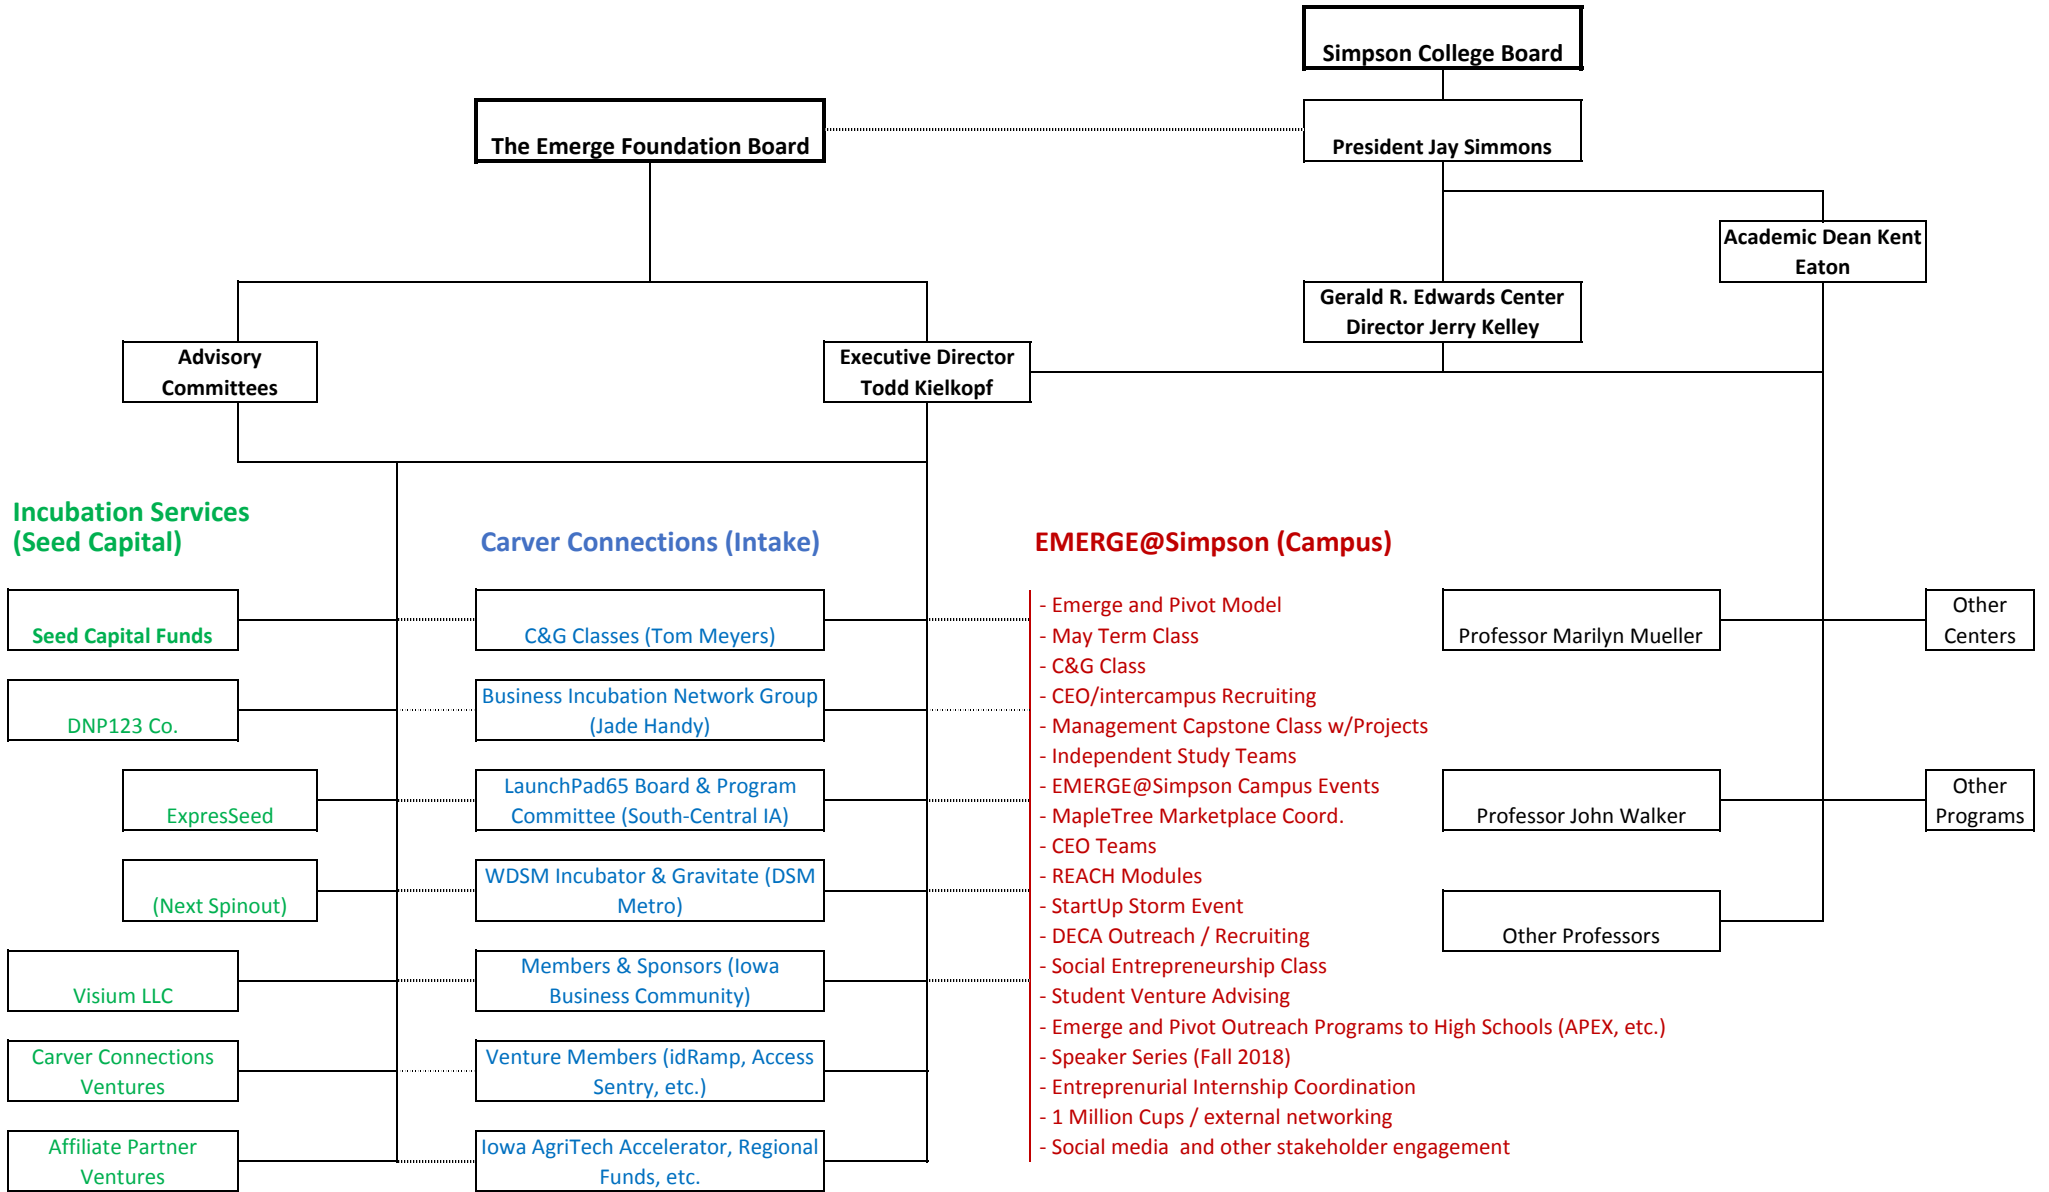 Simpson College Board
The Emerge Foundation Board
President Jay Simmons
Academic Dean Kent
Eaton
Gerald R. Edwards Center
Director Jerry Kelley
Advisory
Committees
Executive Director
Todd Kielkopf
Incubation Services
(Seed Capital)
Seed Capital Funds
DNP123 Co.
ExpresSeed
(Next Spinout)
Visium LLC
Carver Connections
Ventures
Affiliate Partner
Ventures
Carver Connections (Intake)
C&G Classes (Tom Meyers)
Business Incubation Network Group
(Jade Handy)
LaunchPad65 Board & Program
Committee (South-Central IA)
WDSM Incubator & Gravitate (DSM
Metro)
Members & Sponsors (Iowa
Business Community)
Venture Members (idRamp, Access
Sentry, etc.)
Iowa AgriTech Accelerator, Regional
Funds, etc.
EMERGE@Simpson (Campus)
- Emerge and Pivot Model
- May Term Class
- C&G Class
- CEO/intercampus Recruiting
- Management Capstone Class w/Projects
- Independent Study Teams
- EMERGE@Simpson Campus Events
- MapleTree Marketplace Coord.
- CEO Teams
- REACH Modules
- StartUp Storm Event
- DECA Outreach / Recruiting
- Social Entrepreneurship Class
- Student Venture Advising
- Emerge and Pivot Outreach Programs to High Schools (APEX, etc.)
- Speaker Series (Fall 2018)
- Entreprenurial Internship Coordination
- 1 Million Cups / external networking
- Social media  and other stakeholder engagement
Professor Marilyn Mueller
Professor John Walker
Other Professors
Other
Centers
Other
Programs